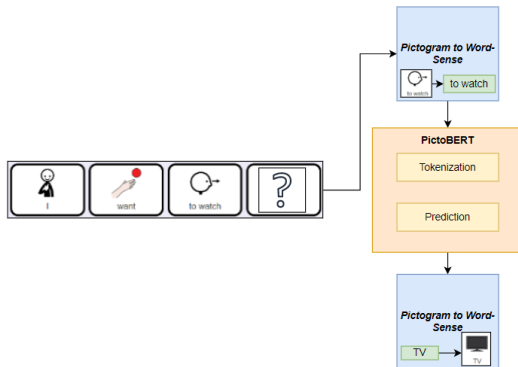 Pictogram to Word-
Sense
to watch
to watch
PictoBERT
Tokenization
Prediction
I
want
to watch
?
Pictogram to Word-
Sense
TV
TV